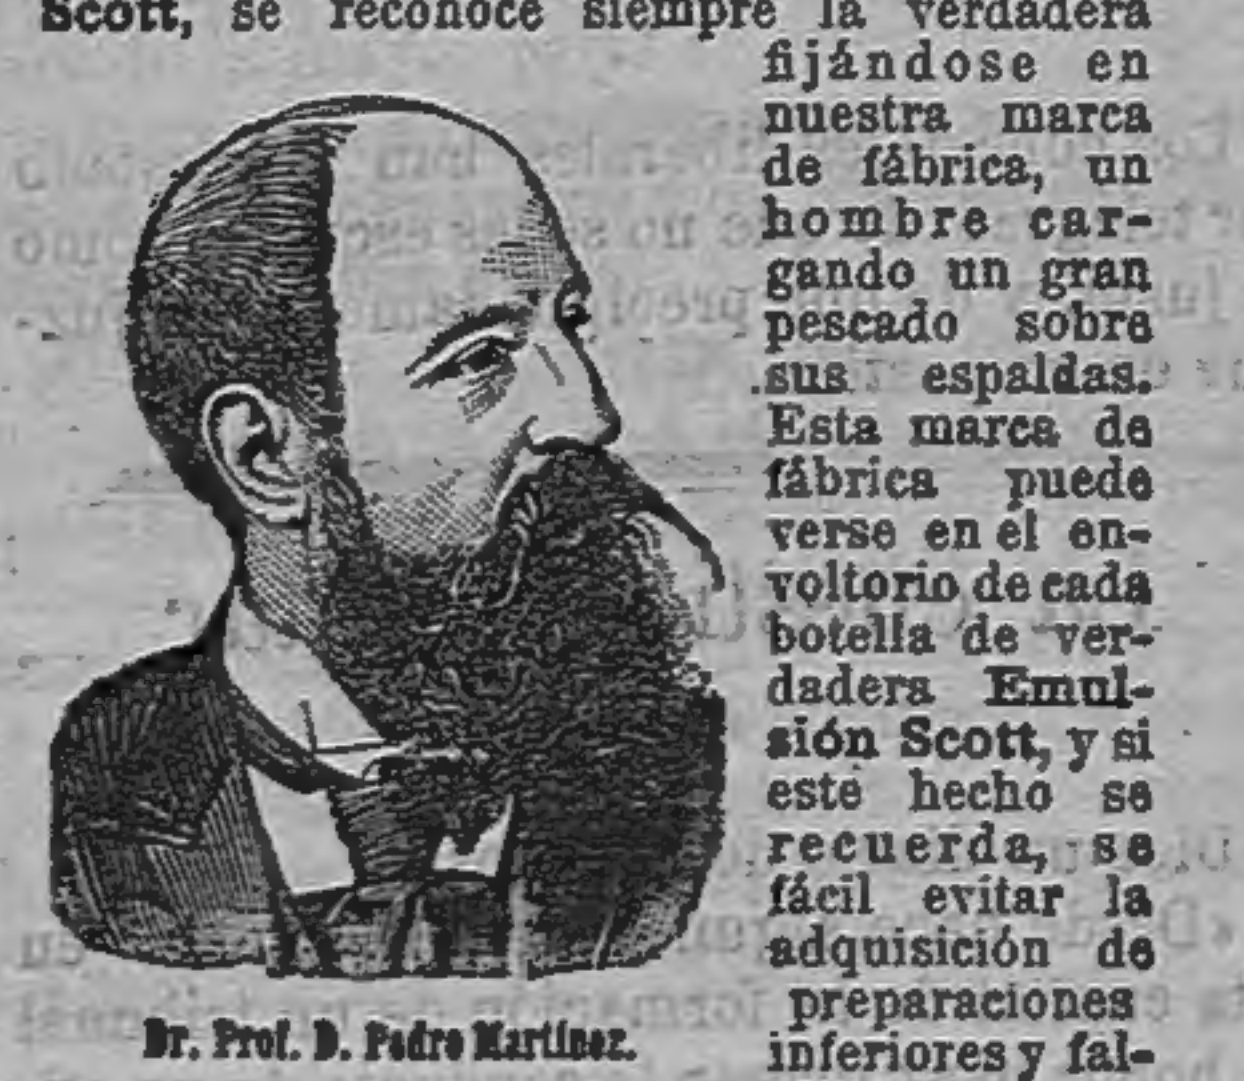 Scott, se reconoce siempre la verdadera
fijándose en
nuestra marca
de fábrica, un
hombre car-
gando un gran
pescado sobre
sus espaldas.
Esta marca de
fábrica puede
verse en el en-
voltorio de cada
botella de ver-
dadera Emul-
sión Scott, y si
este hecho se
recuerda, se
fácil evitar la
adquisición de
preparaciones
inferiores y fal-
Dr. Prof. D. Pedro Martínez.